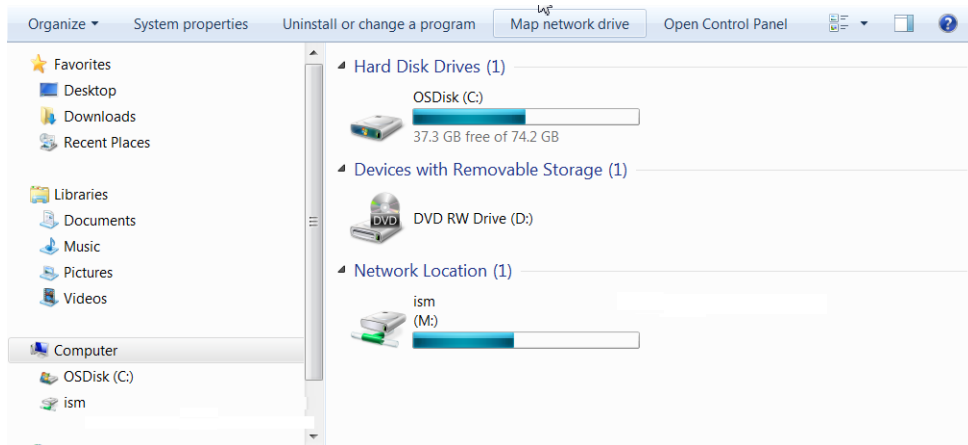 Organize
System properties
Uninstall or change a program
Map network drive
Open Control Panel
?
Favorites
Desktop
Downloads
Recent Places
Libraries
Documents
Music
Pictures
Videos
Computer
OSDisk (C:)
ism
Hard Disk Drives (1)
OSDisk (C:)
37.3 GB free of 74.2 GB
Devices with Removable Storage (1)
DVD
DVD RW Drive (D:)
Network Location (1)
ism
(M:)